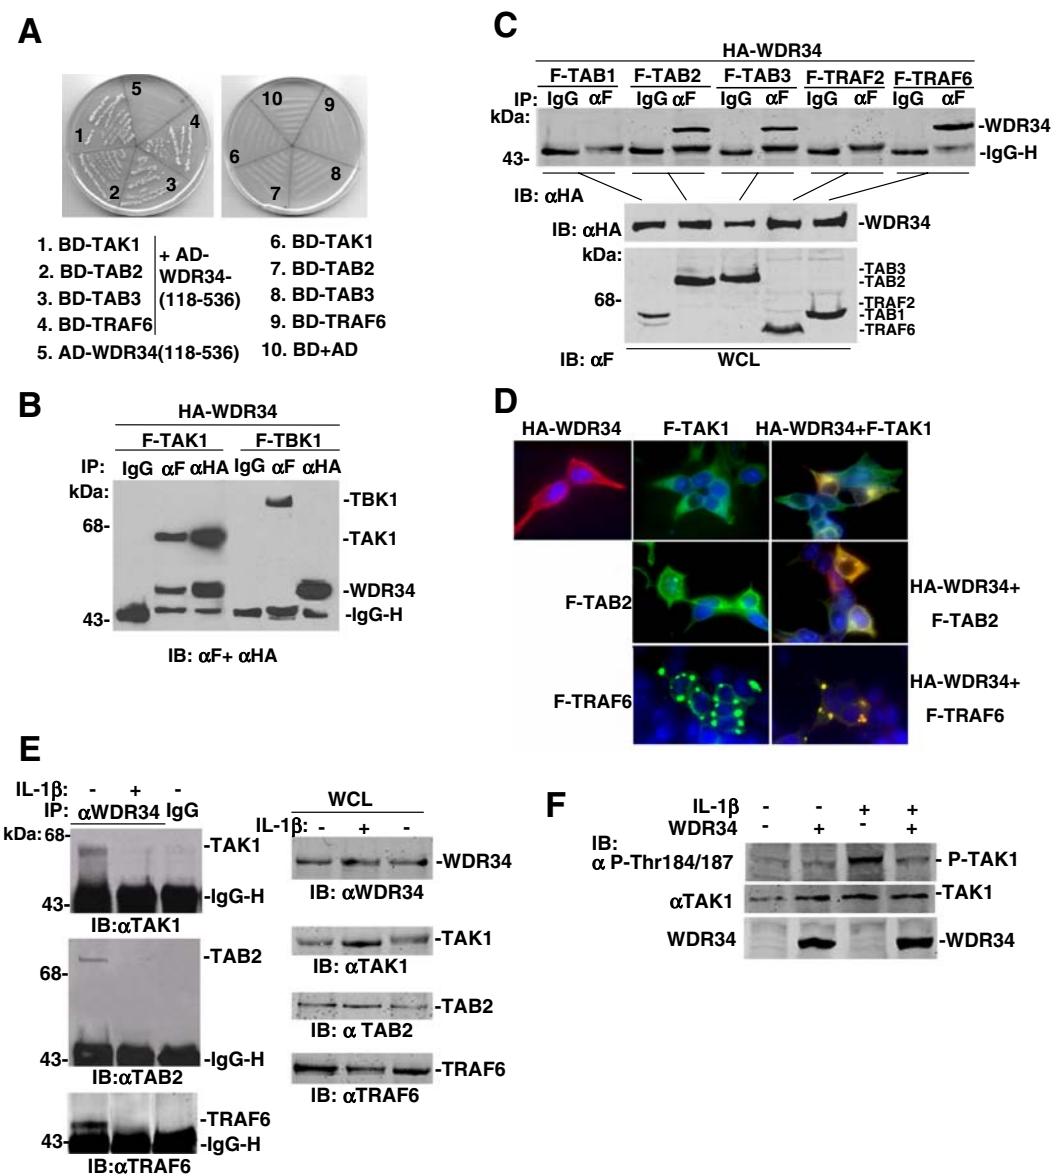 A
5
4
1
2
3
10
9
6
7
8
1. BD-TAK1
2. BD-TAB2
3. BD-TAB3
4. BD-TRAF6
+ AD-
WDR34-
(118-536)
5. AD-WDR34(118-536)
6. BD-TAK1
7. BD-TAB2
8. BD-TAB3
9. BD-TRAF6
10. BD+AD
B
HA-WDR34
F-TAK1 F-TBK1
IP: IgG αF αHA IgG αF αHA
kDa:
68-
43-
-TBK1
-TAK1
-WDR34
-IgG-H
IB: αF+ αHA
C
HA-WDR34
F-TAB1 F-TAB2 F-TAB3 F-TRAF2 F-TRAF6
IP: IgG αF IgG αF IgG αF IgG αF IgG αF
kDa:
43-
-WDR34
-IgG-H
IB: αHA
IB: αHA
-WDR34
kDa:
68-
-TAB3
-TAB2
-TRAF2
-TAB1
-TRAF6
IB: αF
WCL
D
HA-WDR34 F-TAK1 HA-WDR34+F-TAK1
F-TAB2
HA-WDR34+
F-TAB2
F-TRAF6
HA-WDR34+
F-TRAF6
E
IL-1β: - + -
IP: αWDR34 IgG
kDa: 68-
-TAK1
43-
-IgG-H
IB:αTAK1
-TAB2
68-
43-
-IgG-H
IB:αTAB2
-TRAF6
43-
-IgG-H
IB:αTRAF6
WCL
IL-1β: - + -
-WDR34
IB: αWDR34
-TAK1
IB: αTAK1
-TAB2
IB: α TAB2
-TRAF6
IB: αTRAF6
F
IL-1β - - + +
WDR34 - + - +
IB:
α P-Thr184/187
- P-TAK1
αTAK1
-TAK1
WDR34
-WDR34